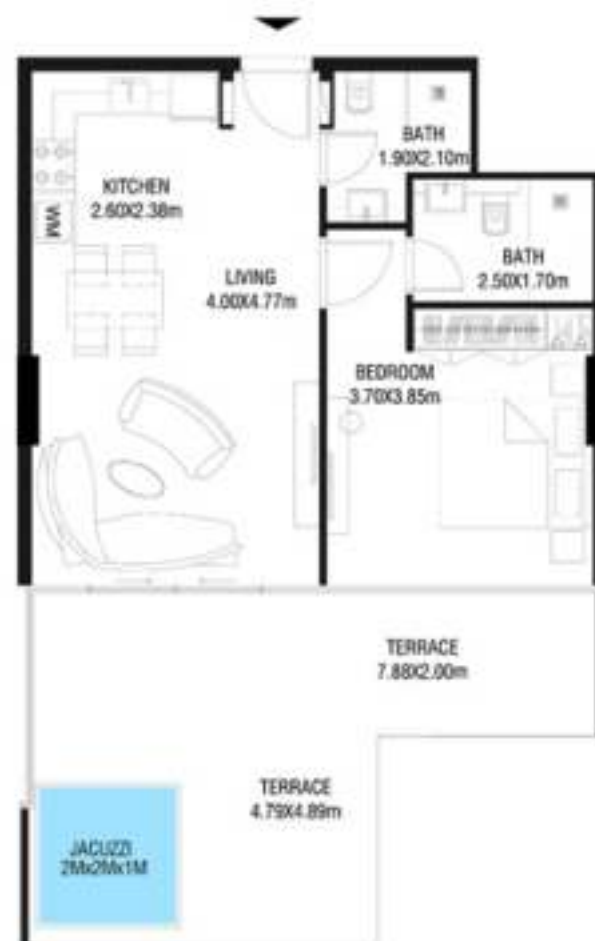 BATH
1.90X2.10m
KITCHEN
2.60X2.38m
WM
BATH
2.50X1.70m
LIVING
4.00X4.77m
BEDROOM
3.70X3.85m
TERRACE
7.88X2.00m
TERRACE
4.79X4.89m
JACUZZI
2Mx2Mx1M